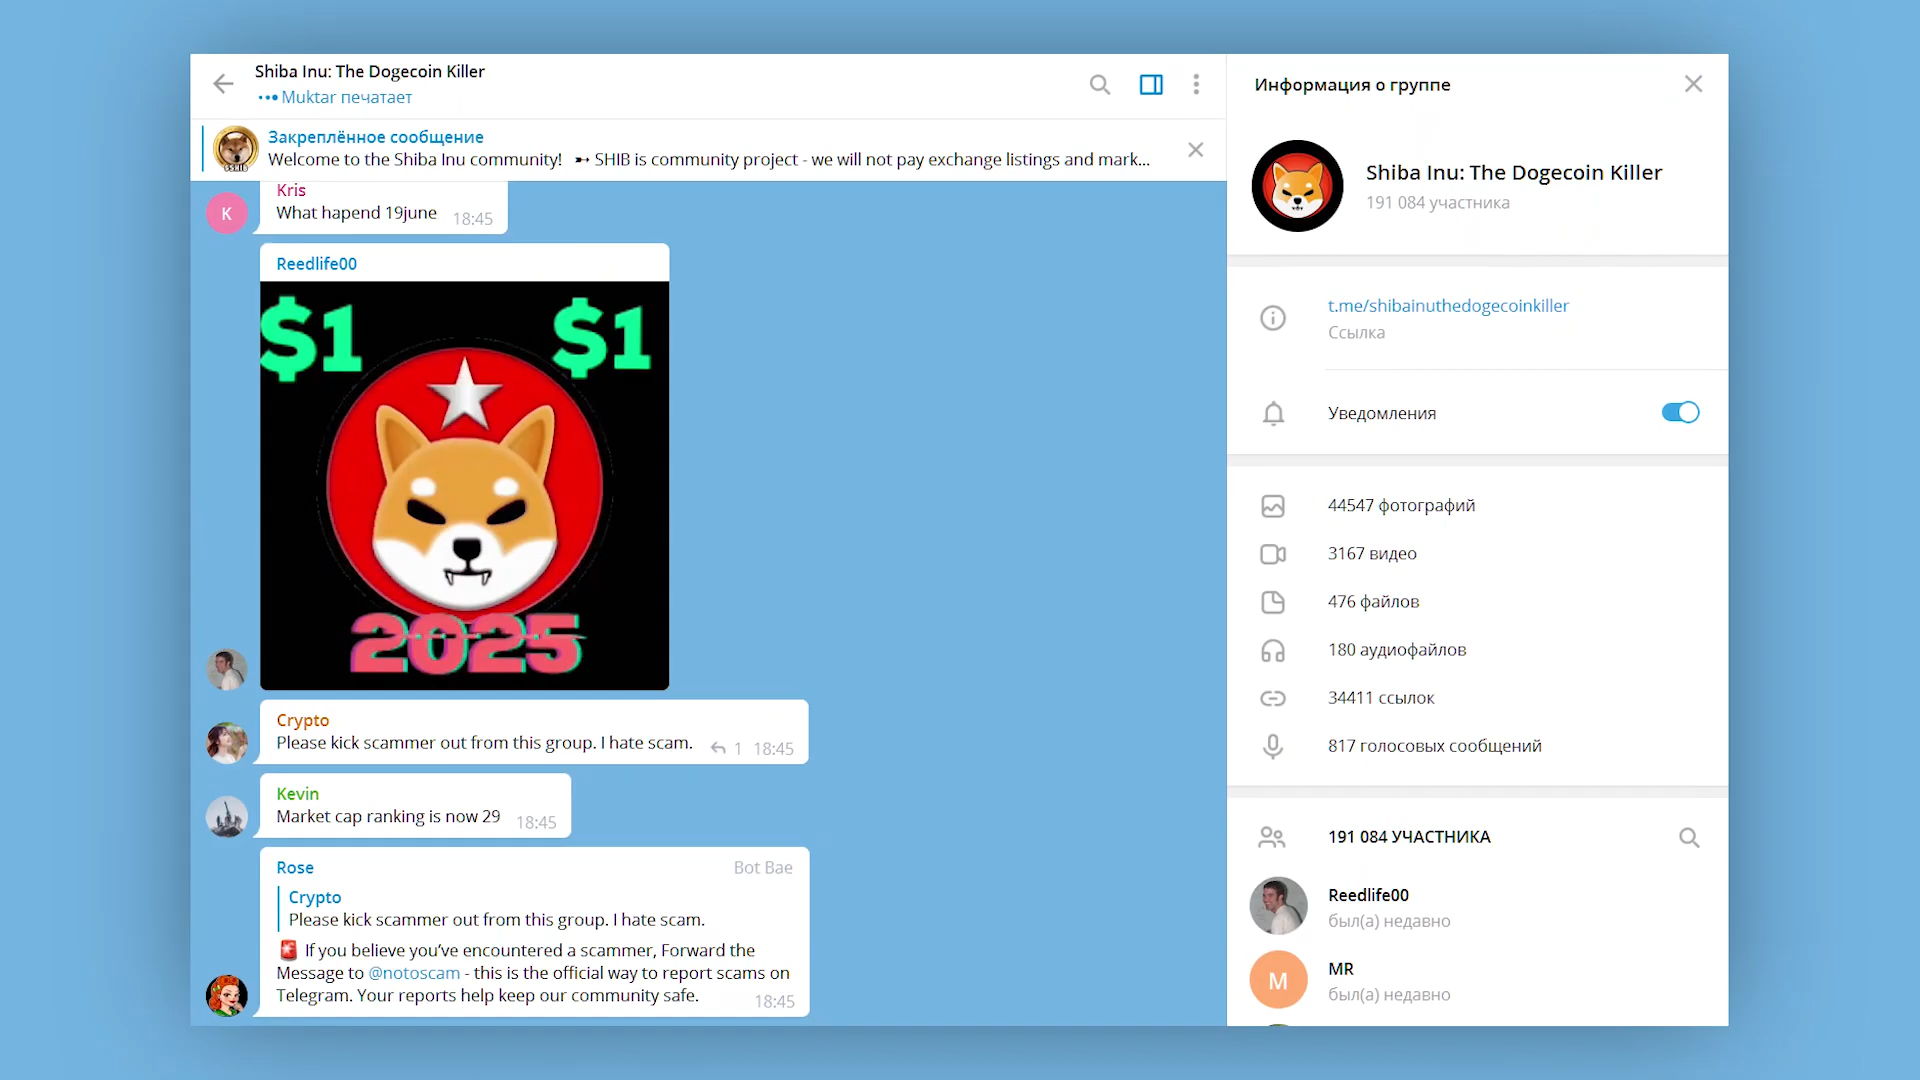 Shiba Inu: The Dogecoin Killer
Muktar печатает
Закреплённое сообщение
Welcome to the Shiba Inu community! ➸ SHIB is community project - we will not pay exchange listings and mark...
SHIB
K
Kris
What hapend 19june 18:45
Reedlife00
$1 $1
2025
Crypto
Please kick scammer out from this group. I hate scam. 1 18:45
Kevin
Market cap ranking is now 29 18:45
Rose Bot Bae
Crypto
Please kick scammer out from this group. I hate scam.
🚨 If you believe you've encountered a scammer, Forward the
Message to @notoscam - this is the official way to report scams on
Telegram. Your reports help keep our community safe. 18:45
Информация о группе
Shiba Inu: The Dogecoin Killer
191 084 участника
t.me/shibainuthedogecoinkiller
Ссылка
Уведомления
44547 фотографий
3167 видео
476 файлов
180 аудиофайлов
34411 ссылок
817 голосовых сообщений
191 084 УЧАСТНИКА
Reedlife00
был(а) недавно
M
MR
был(а) недавно